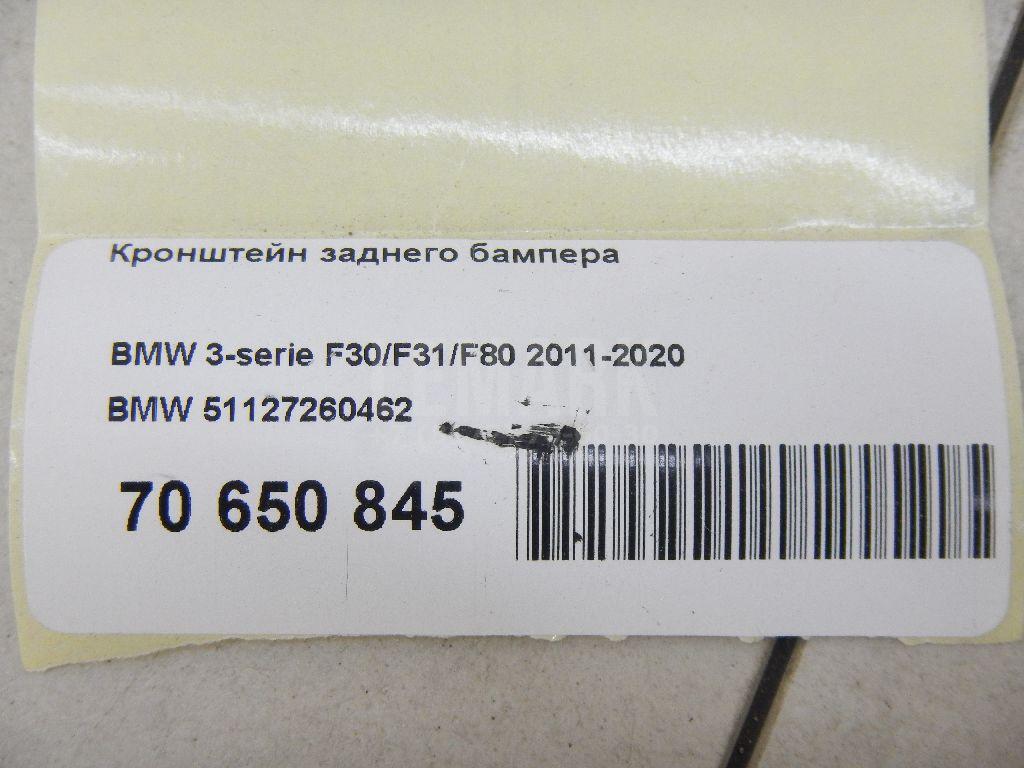 Кронштейн заднего бампера
BMW 3-serie F30/F31/F80 2011-2020
BMW 51127260462
70 650 845